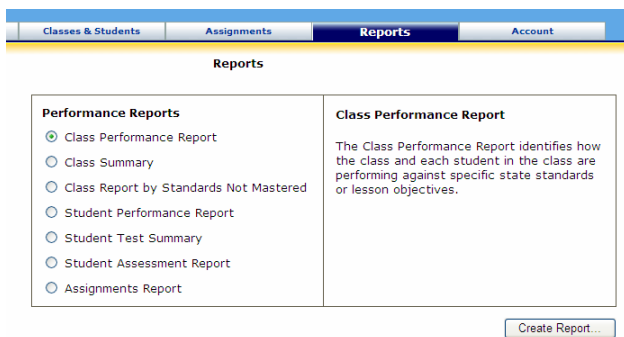 Classes & Students Assignments Reports Account
Reports
Performance Reports
Class Performance Report
Class Summary
Class Report by Standards Not Mastered
Student Performance Report
Student Test Summary
Student Assessment Report
Assignments Report
Class Performance Report
The Class Performance Report identifies how
the class and each student in the class are
performing against specific state standards
or lesson objectives.
Create Report...